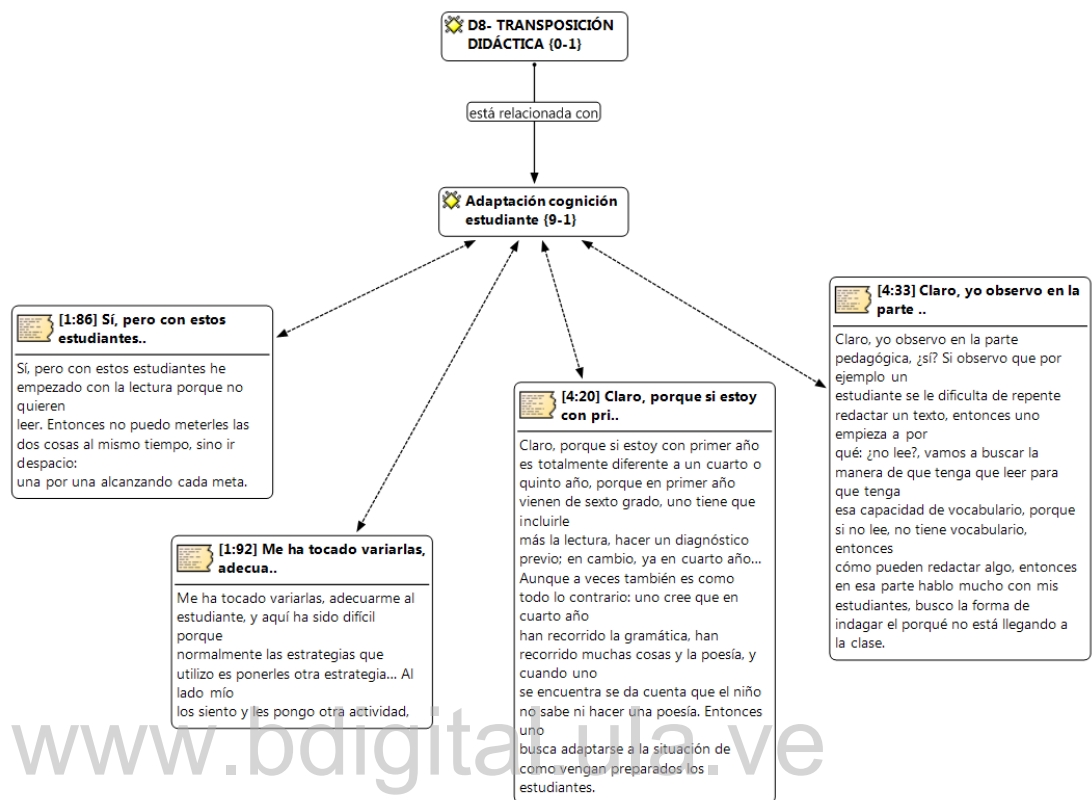 D8- TRANSPOSICIÓN
DIDÁCTICA {0-1}
está relacionada con
Adaptación cognición
estudiante {9-1}
[1:86] Sí, pero con estos
estudiantes..
Sí, pero con estos estudiantes he
empezado con la lectura porque no
quieren
leer. Entonces no puedo meterles las
dos cosas al mismo tiempo, sino ir
despacio:
una por una alcanzando cada meta.
[1:92] Me ha tocado variarlas,
adecua..
Me ha tocado variarlas, adecuarme al
estudiante, y aquí ha sido difícil
porque
normalmente las estrategias que
utilizo es ponerles otra estrategia... Al
lado mío
los siento y les pongo otra actividad,
[4:20] Claro, porque si estoy
con pri..
Claro, porque si estoy con primer año
es totalmente diferente a un cuarto o
quinto año, porque en primer año
vienen de sexto grado, uno tiene que
incluirle
más la lectura, hacer un diagnóstico
previo; en cambio, ya en cuarto año...
Aunque a veces también es como
todo lo contrario: uno cree que en
cuarto año
han recorrido la gramática, han
recorrido muchas cosas y la poesía, y
cuando uno
se encuentra se da cuenta que el niño
no sabe ni hacer una poesía. Entonces
uno
busca adaptarse a la situación de
como vengan preparados los
estudiantes.
[4:33] Claro, yo observo en la
parte ..
Claro, yo observo en la parte
pedagógica, ¿sí? Si observo que por
ejemplo un
estudiante se le dificulta de repente
redactar un texto, entonces uno
empieza a por
qué: ¿no lee?, vamos a buscar la
manera de que tenga que leer para
que tenga
esa capacidad de vocabulario, porque
si no lee, no tiene vocabulario,
entonces
cómo pueden redactar algo, entonces
en esa parte hablo mucho con mis
estudiantes, busco la forma de
indagar el porqué no está llegando a
la clase.
www.bdigital.ula.ve